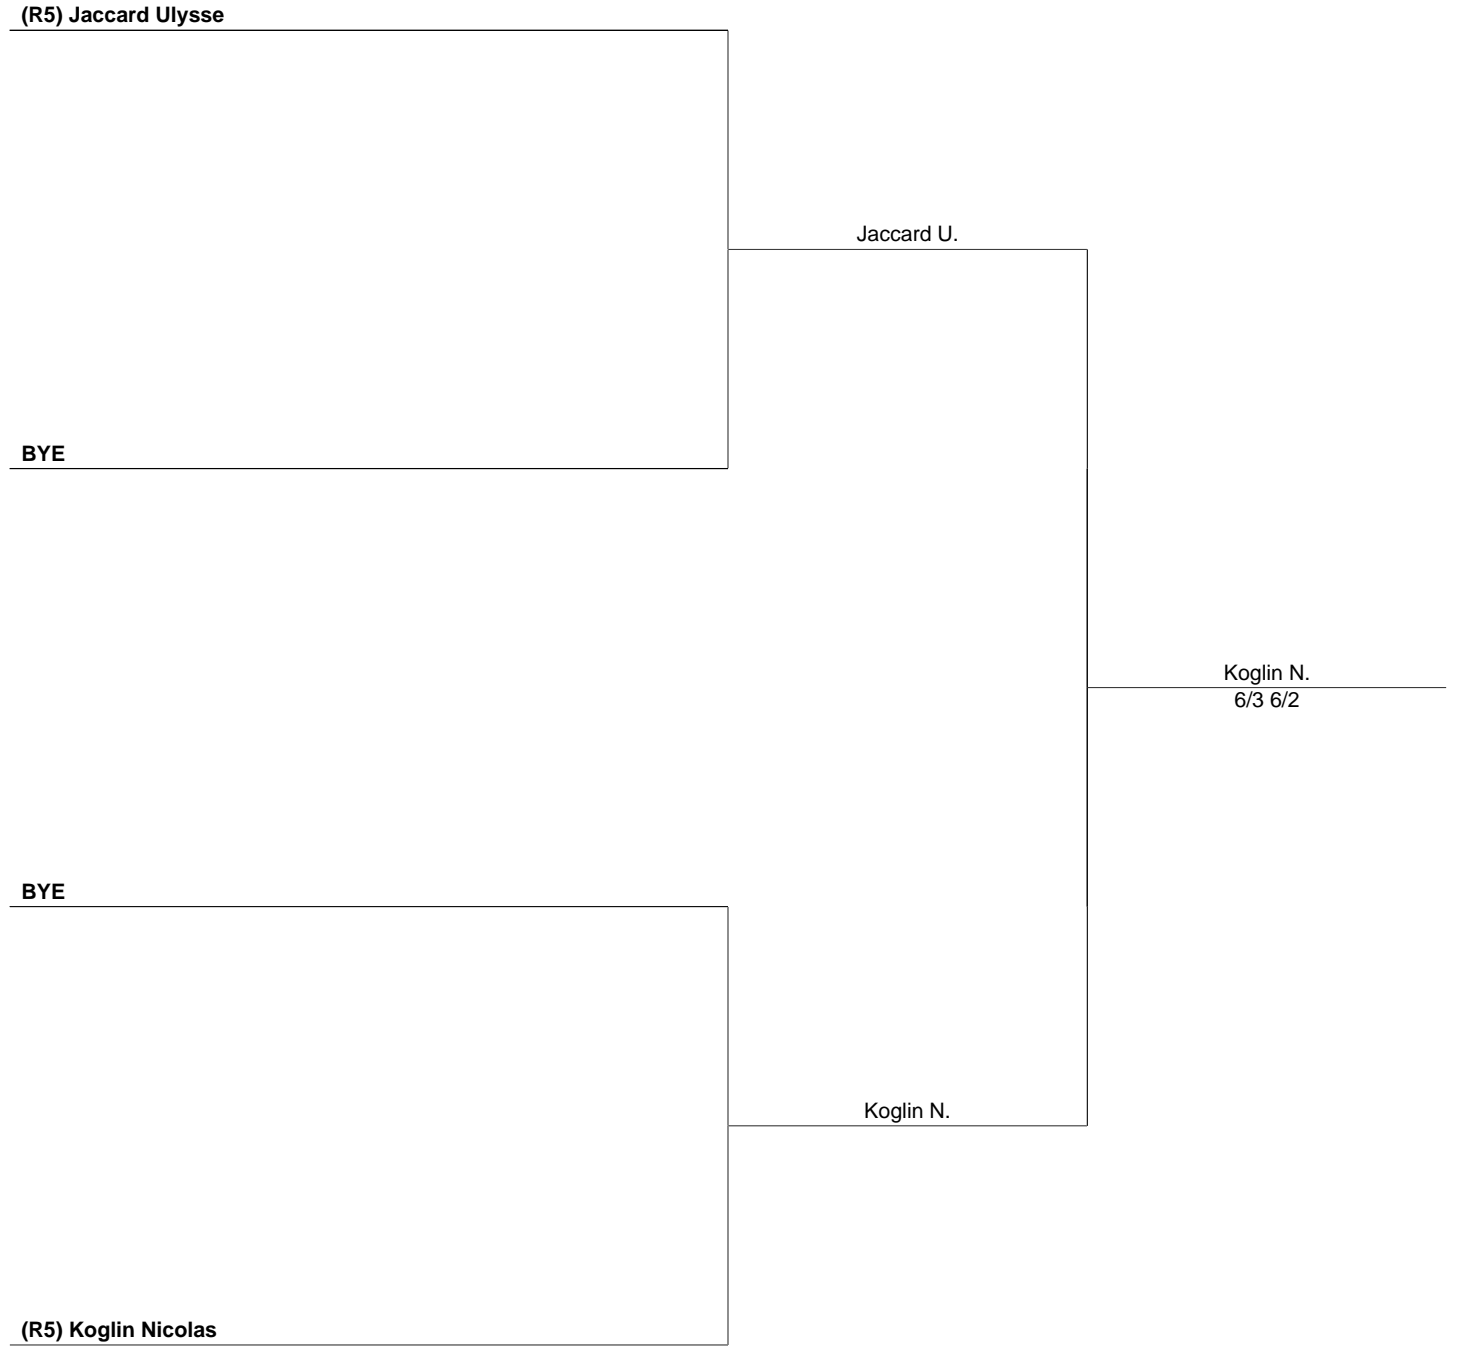 (R5) Jaccard Ulysse
Jaccard U.
BYE
Koglin N.
6/3 6/2
BYE
Koglin N.
(R5) Koglin Nicolas